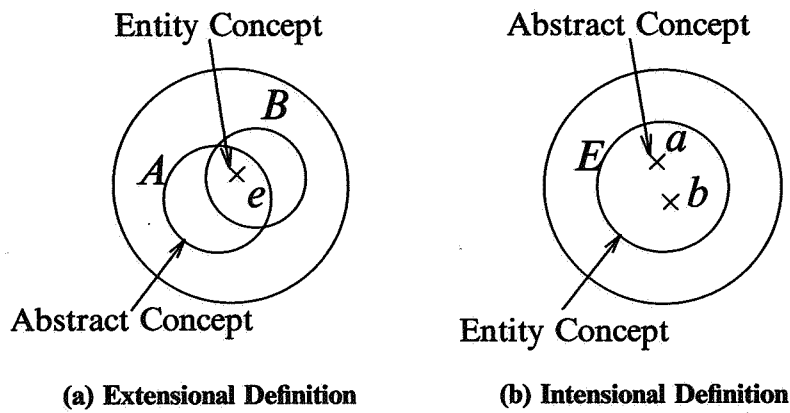 Entity Concept
B
A
e
Abstract Concept
(a) Extensional Definition
Abstract Concept
E
a
b
Entity Concept
(b) Intensional Definition